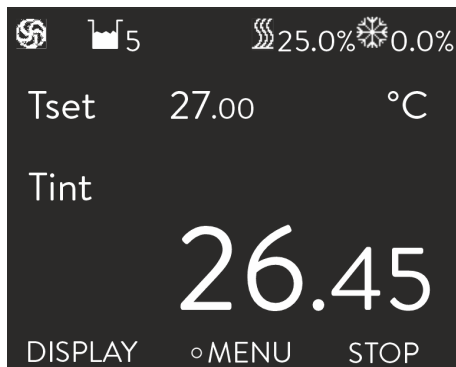 5 25.0% 0.0%
Tset 27.00 °C
Tint
26.45
DISPLAY MENU STOP